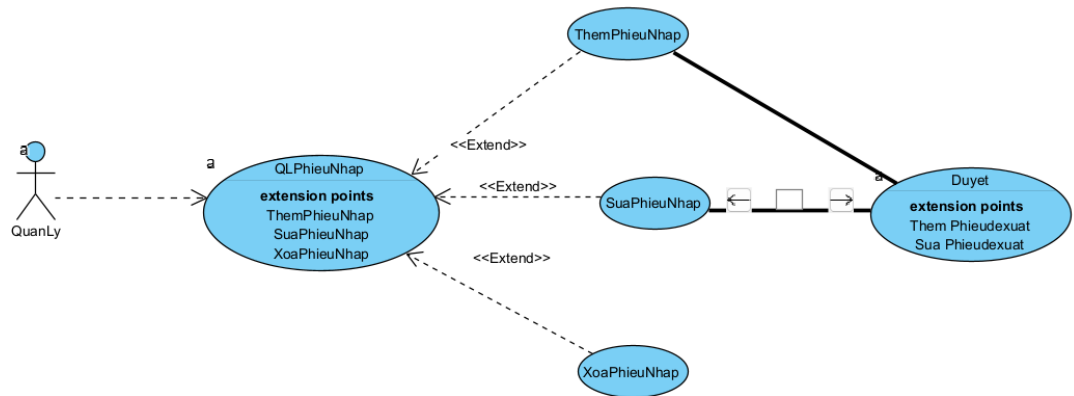 ThemPhieuNhap
<<Extend>>
a
QuanLy
a
QLPhieuNhap
extension points
ThemPhieuNhap
SuaPhieuNhap
XoaPhieuNhap
<<Extend>>
SuaPhieuNhap
a
Duyet
extension points
Them Phieudexuat
Sua Phieudexuat
<<Extend>>
XoaPhieuNhap